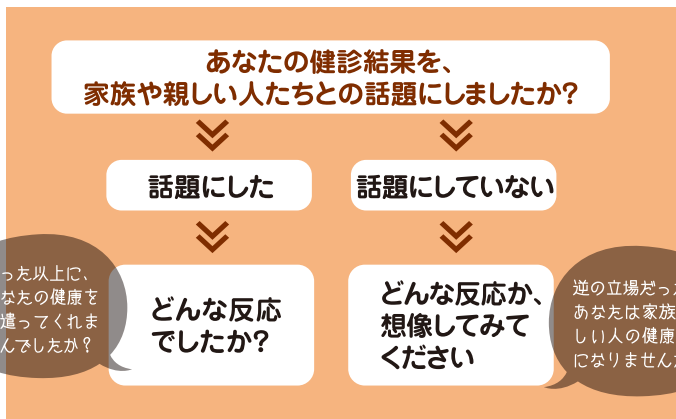 あなたの健診結果を、
家族や親しい人たちとの話題にしましたか?
話題にした
話題にしていない
どんな反応
でしたか?
どんな反応か、
想像してみて
ください
った以上に、
なたの健康を
遣ってくれま
んでしたか?
逆の立場だっ
あなたは家族
しい人の健康
になりません